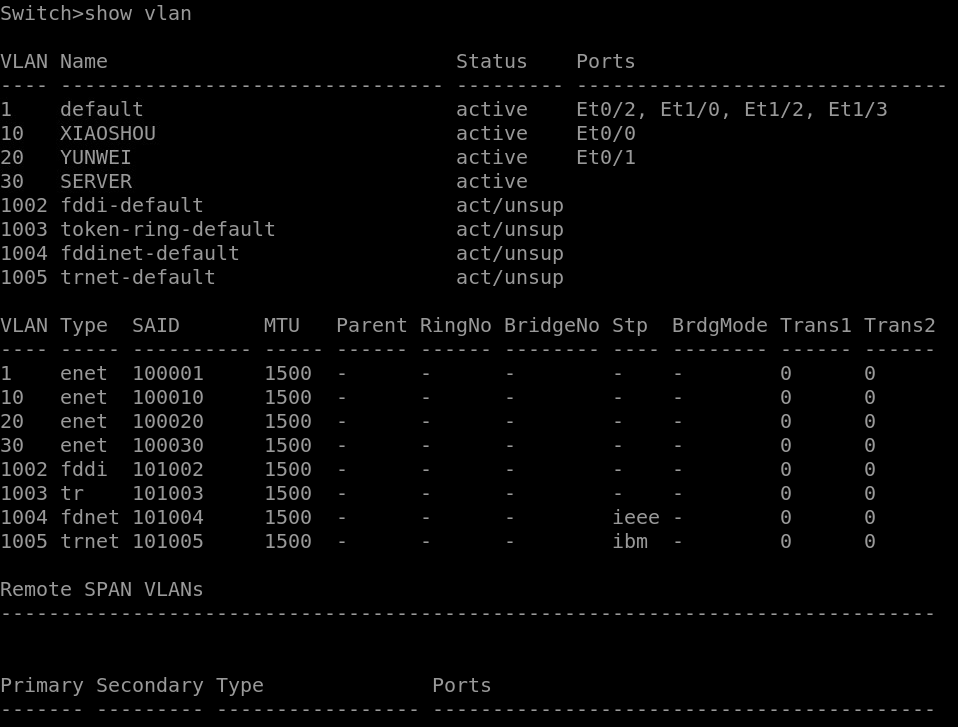 Switch>show vlan

VLAN Name                             Status    Ports
---- -------------------------------- --------- -------------------------------
1    default                          active    Et0/2, Et1/0, Et1/2, Et1/3
10   XIAOSHOU                         active    Et0/0
20   YUNWEI                           active    Et0/1
30   SERVER                           active
1002 fddi-default                     act/unsup
1003 token-ring-default               act/unsup
1004 fddinet-default                  act/unsup
1005 trnet-default                    act/unsup

VLAN Type  SAID       MTU   Parent RingNo BridgeNo Stp  BrdgMode Trans1 Trans2
---- ----- ---------- ----- ------ ------ -------- ---- -------- ------ ------
1    enet  100001     1500  -      -      -        -    -        0      0
10   enet  100010     1500  -      -      -        -    -        0      0
20   enet  100020     1500  -      -      -        -    -        0      0
30   enet  100030     1500  -      -      -        -    -        0      0
1002 fddi  101002     1500  -      -      -        -    -        0      0
1003 tr    101003     1500  -      -      -        -    -        0      0
1004 fdnet 101004     1500  -      -      -        ieee -        0      0
1005 trnet 101005     1500  -      -      -        ibm  -        0      0

Remote SPAN VLANs
------------------------------------------------------------------------------


Primary Secondary Type              Ports
------- --------- ----------------- ------------------------------------------